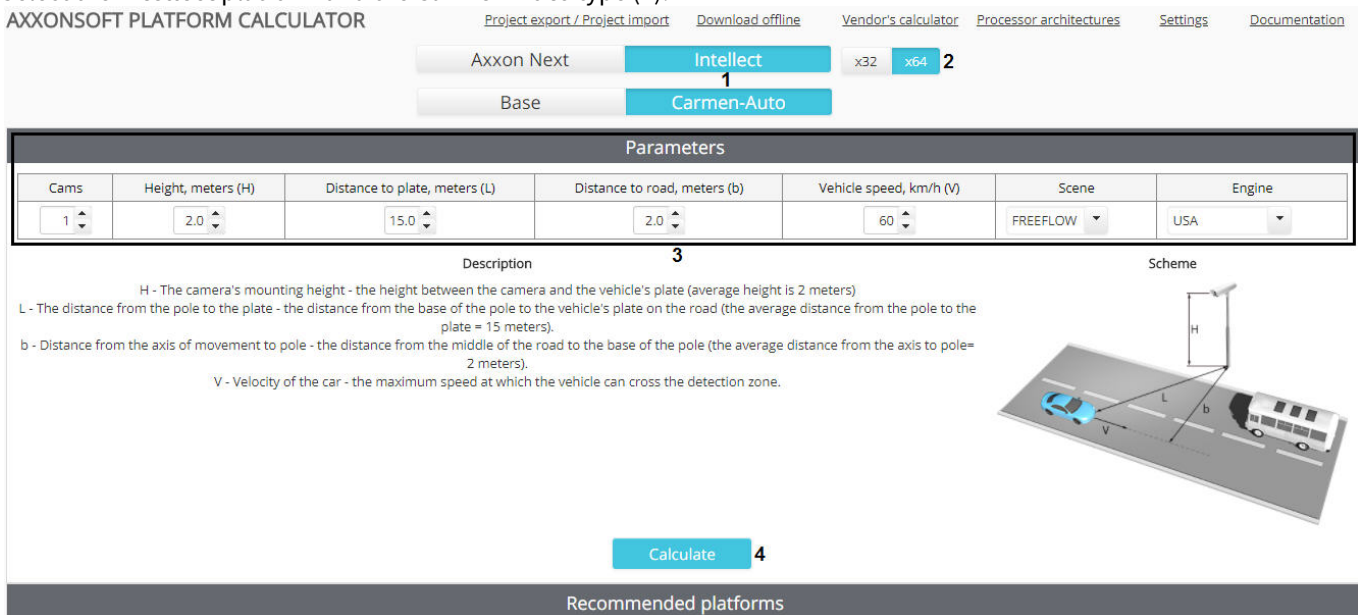 AXXONSOFT PLATFORM CALCULATOR
Project export / Project import Download offline Vendor's calculator Processor architectures Settings Documentation
Axxon Next Intellect x32 x64 2
1
Base Carmen-Auto
Parameters
Cams Height, meters (H) Distance to plate, meters (L) Distance to road, meters (b) Vehicle speed, km/h (V) Scene Engine
1 2.0 15.0 2.0 60 FREEFLOW USA
3
Description Scheme
H - The camera's mounting height - the height between the camera and the vehicle's plate (average height is 2 meters)
L - The distance from the pole to the plate - the distance from the base of the pole to the vehicle's plate on the road (the average distance from the pole to the
plate = 15 meters).
b - Distance from the axis of movement to pole - the distance from the middle of the road to the base of the pole (the average distance from the axis to pole=
2 meters).
V - Velocity of the car - the maximum speed at which the vehicle can cross the detection zone.
H
L
b
V
Calculate 4
Recommended platforms